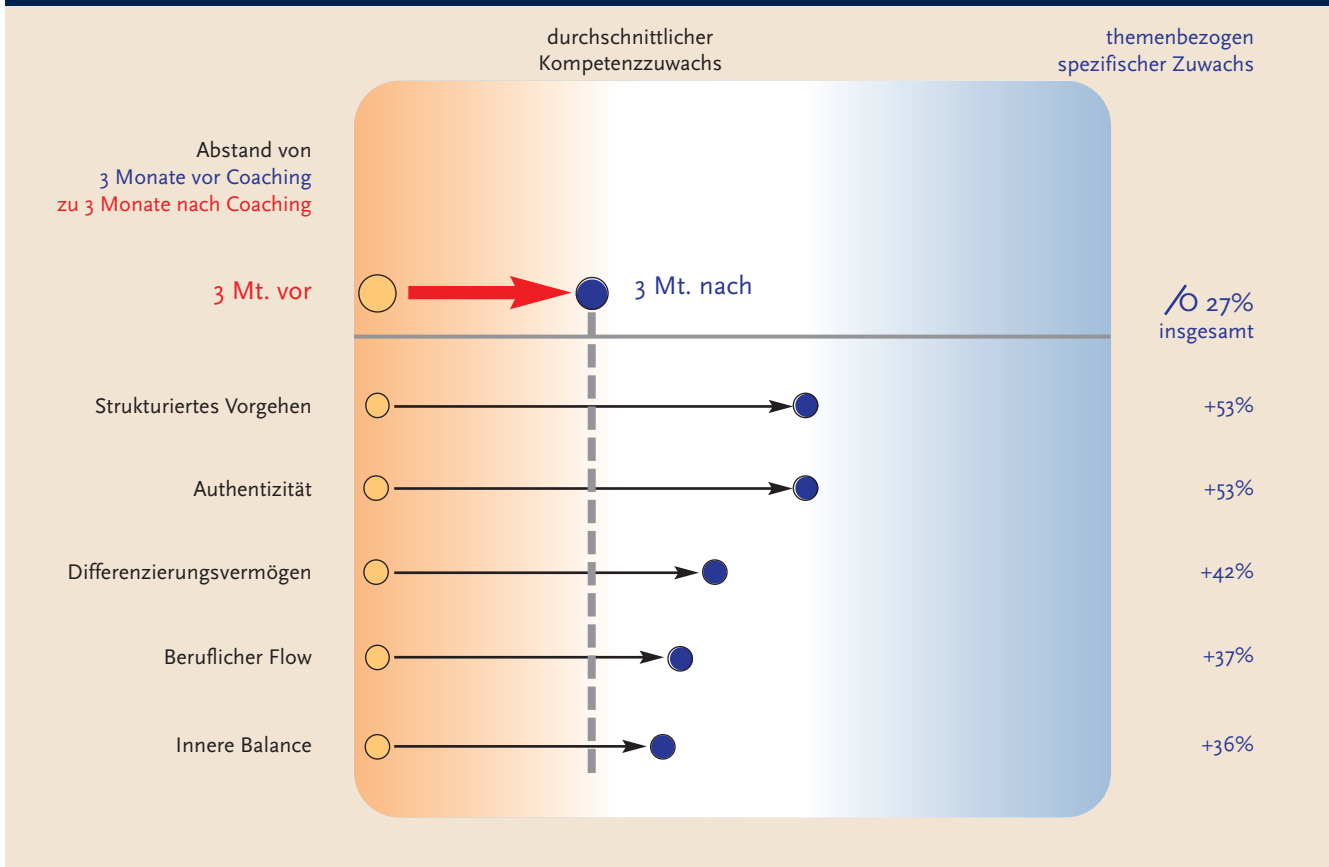 durchschnittlicher
Kompetenzzuwachs
themenbezogen
spezifischer Zuwachs
Abstand von
3 Monate vor Coaching
zu 3 Monate nach Coaching
3 Mt. vor
3 Mt. nach
/O 27%
insgesamt
Strukturiertes Vorgehen
+53%
Authentizität
+53%
Differenzierungsvermögen
+42%
Beruflicher Flow
+37%
Innere Balance
+36%